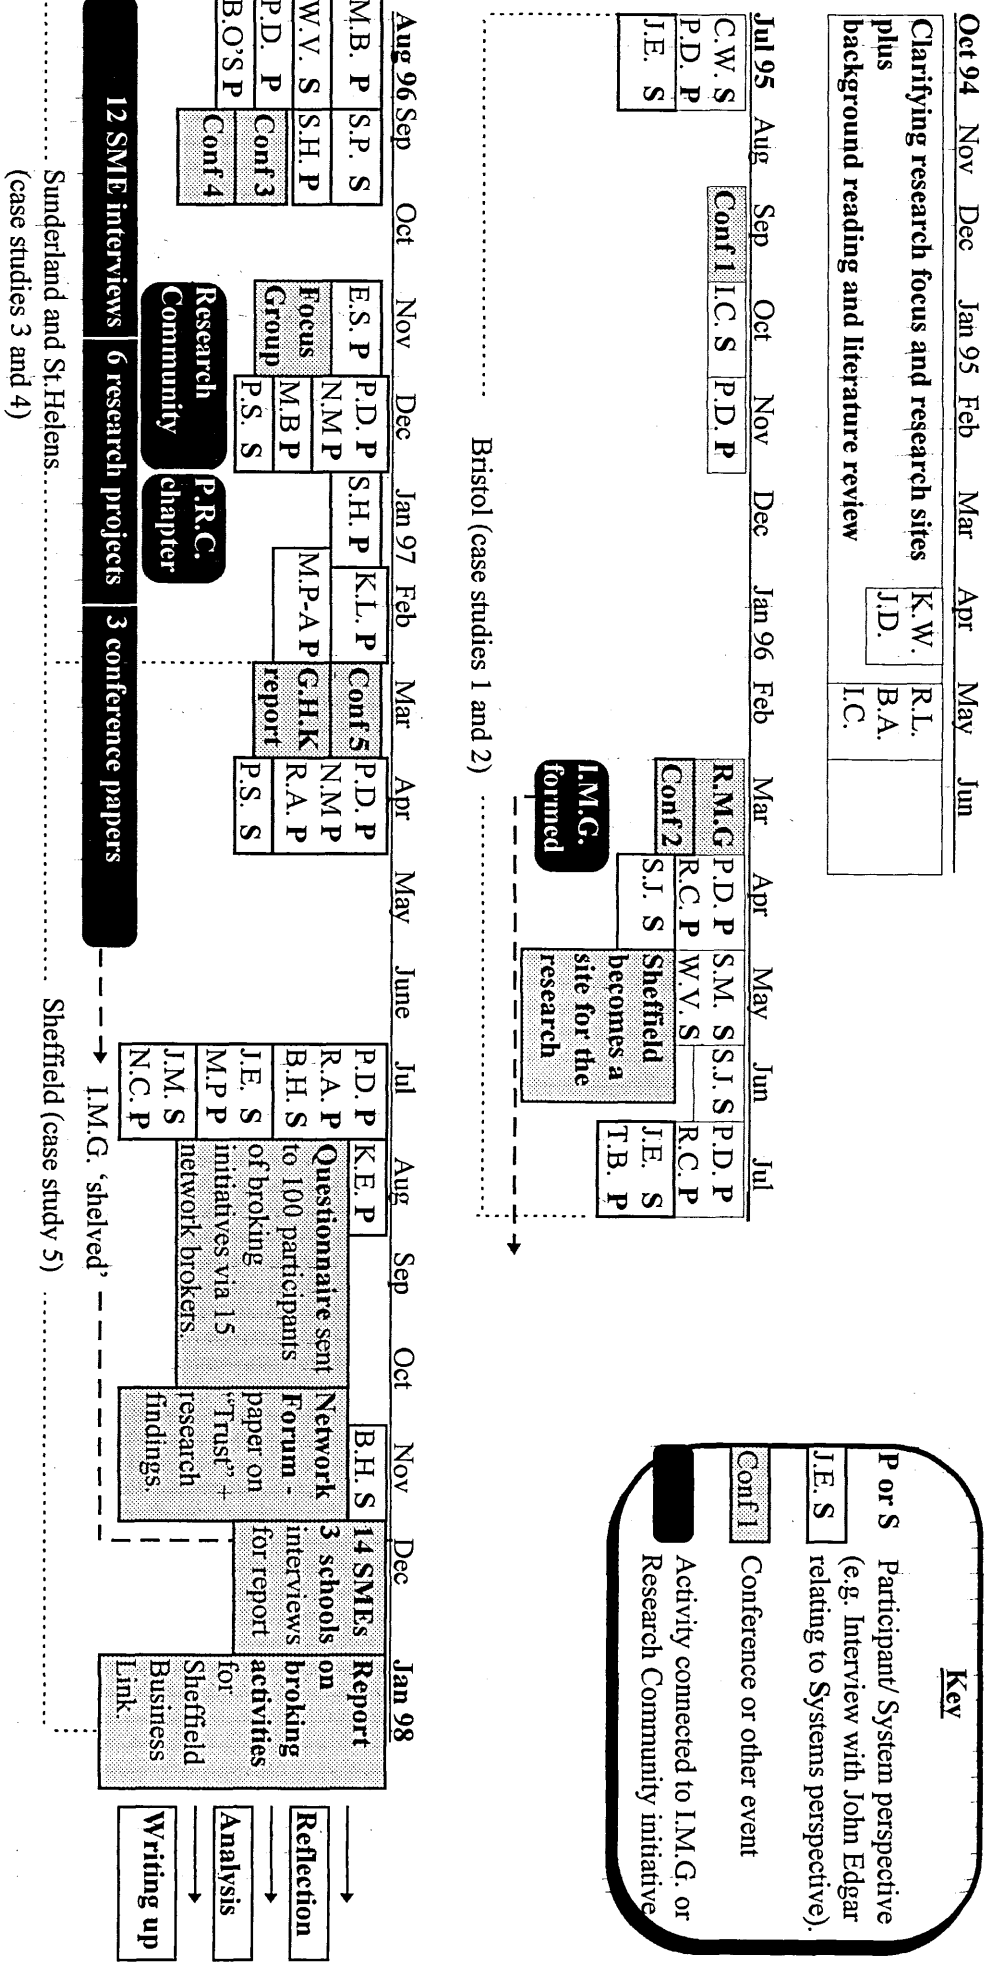 Oct 94 Nov Dec Jan 95 Feb Mar Apr May Jun
Clarifying research focus and research sites
plus
background reading and literature review
K.W.
J.D.
R.L.
B.A.
I.C.
Key
P or S Participant/ System perspective
J.E. S (e.g. Interview with John Edgar
relating to Systems perspective).
Conf 1 Conference or other event
Activity connected to I.M.G. or
Research Community initiative
Jul 95 Aug Sep Oct Nov Dec Jan 96 Feb Mar Apr May Jun Jul
C.W. S
P.D. P
J.E. S
Conf 1
I.C. S
P.D. P
R.M.G
Conf 2
I.M.G.
formed
P.D. P
R.C. P
S.J. S
S.M. S
W.V. S
Sheffield
becomes a
site for the
research
S.J. S
P.D. P
R.C. P
J.E. S
T.B. P
Bristol (case studies 1 and 2)
Aug 96 Sep Oct Nov Dec Jan 97 Feb Mar Apr May June Jul Aug Sep Oct Nov Dec Jan 98
M.B. P
W.V. S
P.D. P
B.O'S P
S.P. S
S.H. P
Conf 3
Conf 4
E.S. P
Focus
Group
P.D. P
N.M P
M.B P
P.S. S
S.H. P
K.L. P
M.P-A P
Conf 5
G.H.K
report
P.D. P
N.M P
R.A. P
P.S. S
P.D. P
R.A. P
B.H. S
J.E. S
M.P P
J.M. S
N.C. P
K.E. P
Questionnaire sent
to 100 participants
of broking
initiatives via 15
network brokers.
B.H. S
Network
Forum -
paper on
"Trust" +
research
findings.
14 SMEs
3 schools
interviews
for report
Report
on
broking
activities
for
Sheffield
Business
Link.
Reflection
Analysis
Writing up
Research
Community
P.R.C.
chapter
12 SME interviews
6 research projects
3 conference papers
I.M.G. 'shelved'
Sunderland and St.Helens.
(case studies 3 and 4)
Sheffield (case study 5)